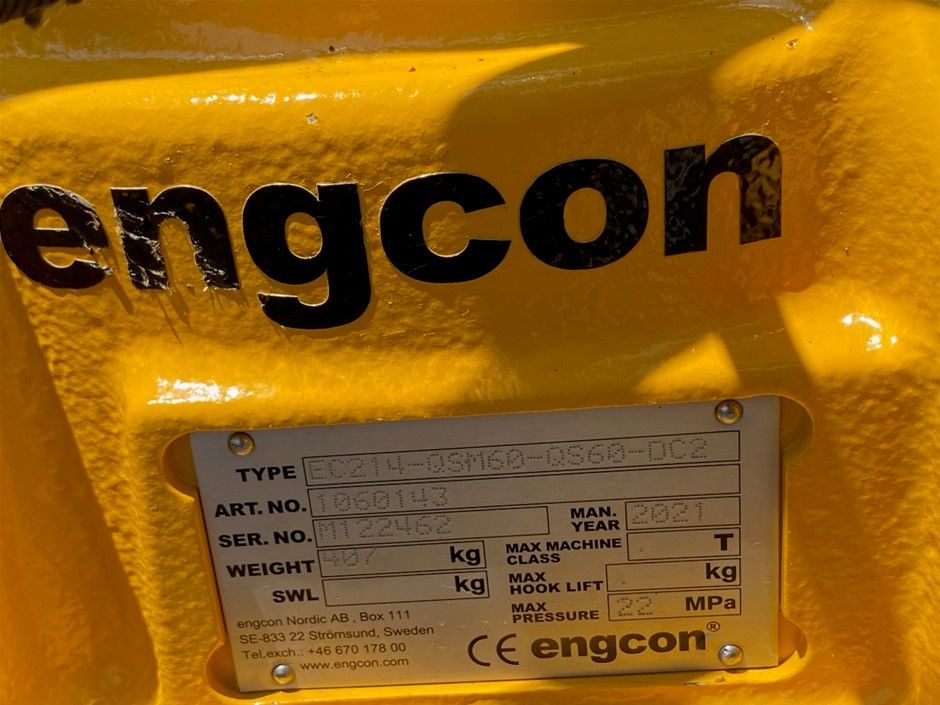 engcon
TYPE EC214-QSM60-QS60-DC2
ART. NO. 1060143
SER. NO. M122462
MAN. YEAR 2021
WEIGHT 407 kg
MAX MACHINE CLASS T
SWL kg
MAX HOOK LIFT kg
MAX PRESSURE 22 MPa
engcon Nordic AB , Box 111
SE-833 22 Strömsund, Sweden
Tel.exch.: +46 670 178 00
www.engcon.com
CE engcon®